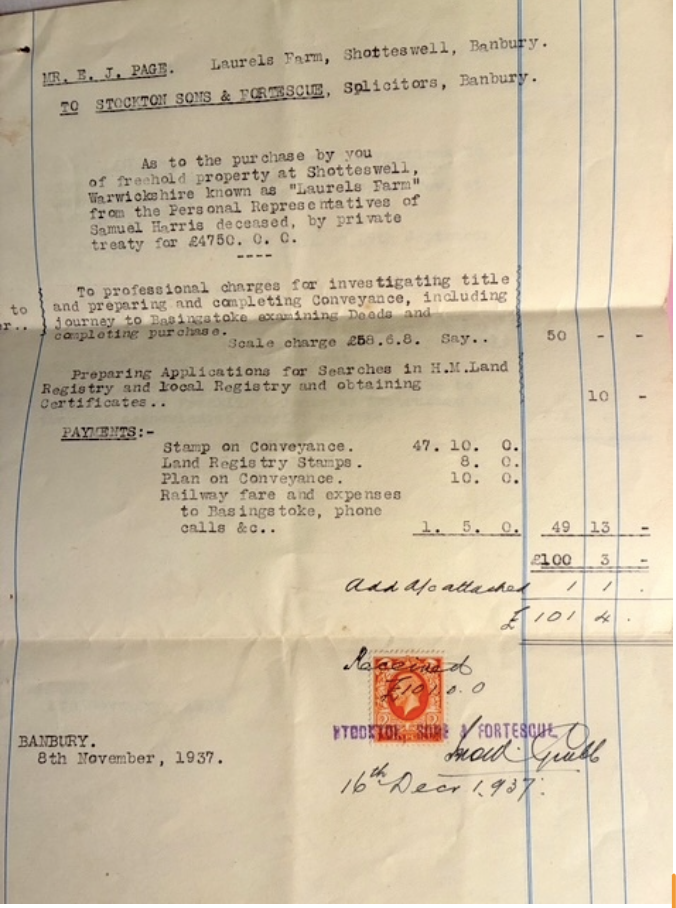 MR. E. J. PAGE. Laurels Farm, Shotteswell, Banbury.
TO STOCKTON SONS & FORTESCUE, Solicitors, Banbury.
As to the purchase by you
of freehold property at Shotteswell,
Warwickshire known as "Laurels Farm"
from the Personal Representatives of
Samuel Harris deceased, by private
treaty for £4750. 0. 0.
----
To professional charges for investigating title
to and preparing and completing Conveyance, including
er.. journey to Basingstoke examining Deeds and
completing purchase.
Scale charge £58.6.8. Say.. 50 - -
Preparing Applications for Searches in H.M.Land
Registry and Local Registry and obtaining
Certificates.. 10 -
PAYMENTS:-
Stamp on Conveyance. 47. 10. 0.
Land Registry Stamps. 8. 0.
Plan on Conveyance. 10. 0.
Railway fare and expenses
to Basingstoke, phone
calls &c.. 1. 5. 0. 49 13 -
£100 3 -
Add A/c attached 1 1 .
£ 101 4 .
Received
£101.0.0
STOCKTON, SONS & FORTESCUE
BANBURY.
8th November, 1937.
16th Decr 1937.